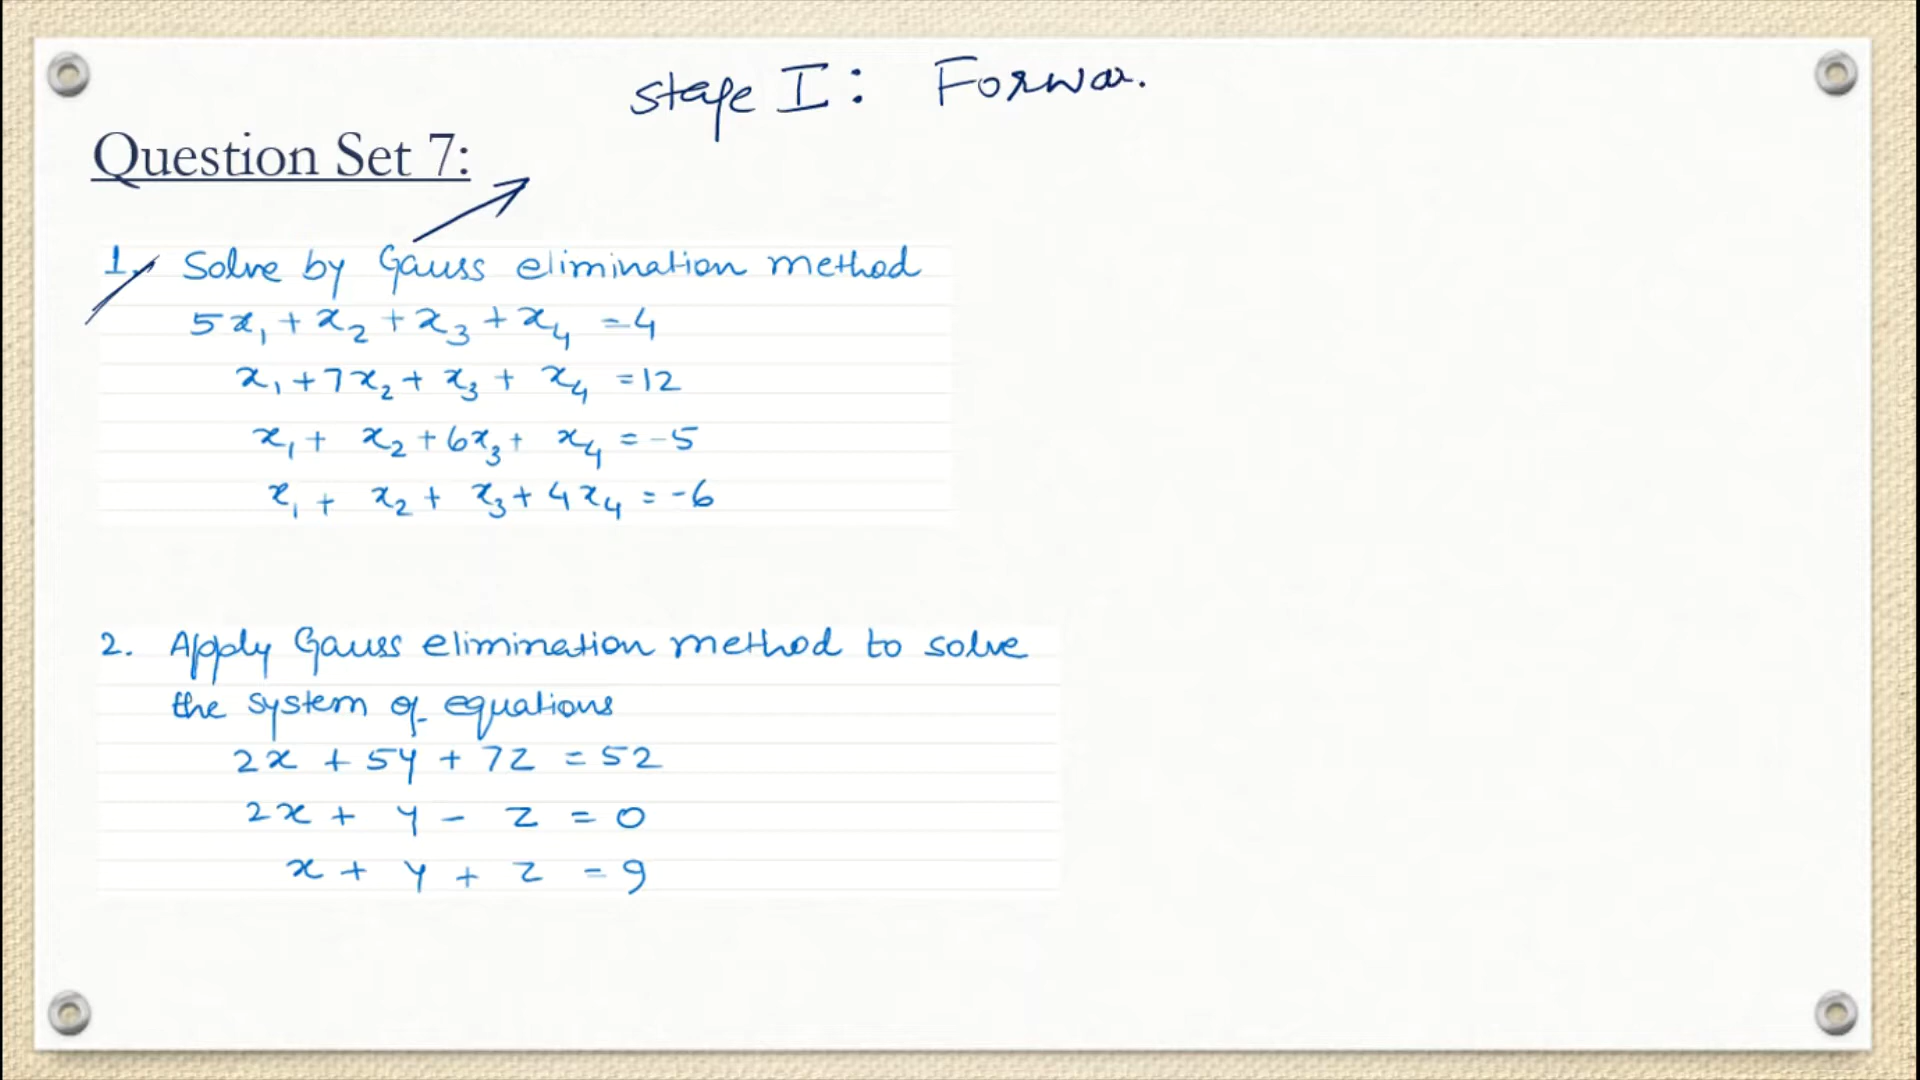 stage I: Forwar.
Question Set 7:
1. Solve by Gauss elimination method
5x₁ + x₂ + x₃ + x₄ = 4
x₁ + 7x₂ + x₃ + x₄ = 12
x₁ + x₂ + 6x₃ + x₄ = -5
x₁ + x₂ + x₃ + 4x₄ = -6
2. Apply Gauss elimination method to solve
the system of equations
2x + 5y + 7z = 52
2x + y - z = 0
x + y + z = 9